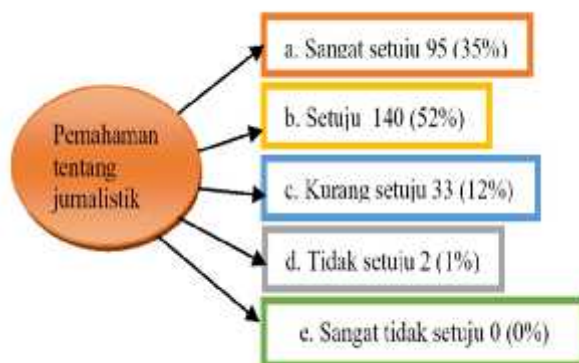 Pemahaman
tentang
jurnalistik
a. Sangat setuju 95 (35%)
b. Setuju 140 (52%)
c. Kurang setuju 33 (12%)
d. Tidak setuju 2 (1%)
e. Sangat tidak setuju 0 (0%)